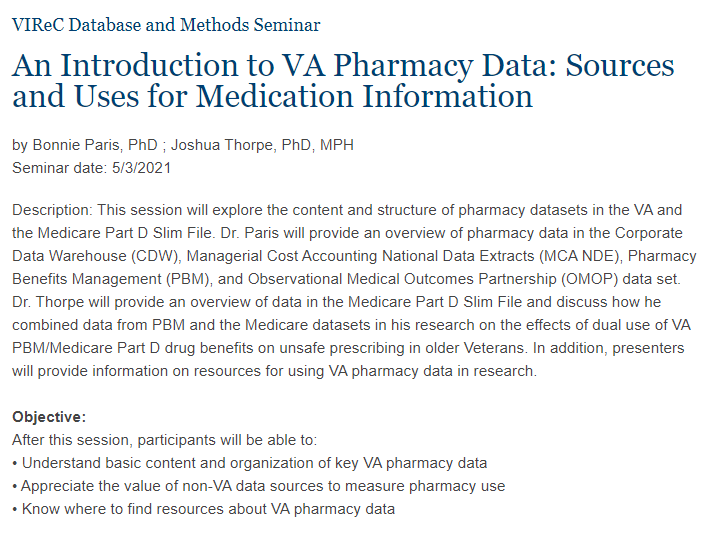 VIReC Database and Methods Seminar
An Introduction to VA Pharmacy Data: Sources
and Uses for Medication Information
by Bonnie Paris, PhD ; Joshua Thorpe, PhD, MPH
Seminar date: 5/3/2021
Description: This session will explore the content and structure of pharmacy datasets in the VA and
the Medicare Part D Slim File. Dr. Paris will provide an overview of pharmacy data in the Corporate
Data Warehouse (CDW), Managerial Cost Accounting National Data Extracts (MCA NDE), Pharmacy
Benefits Management (PBM), and Observational Medical Outcomes Partnership (OMOP) data set.
Dr. Thorpe will provide an overview of data in the Medicare Part D Slim File and discuss how he
combined data from PBM and the Medicare datasets in his research on the effects of dual use of VA
PBM/Medicare Part D drug benefits on unsafe prescribing in older Veterans. In addition, presenters
will provide information on resources for using VA pharmacy data in research.
Objective:
After this session, participants will be able to:
• Understand basic content and organization of key VA pharmacy data
• Appreciate the value of non-VA data sources to measure pharmacy use
• Know where to find resources about VA pharmacy data